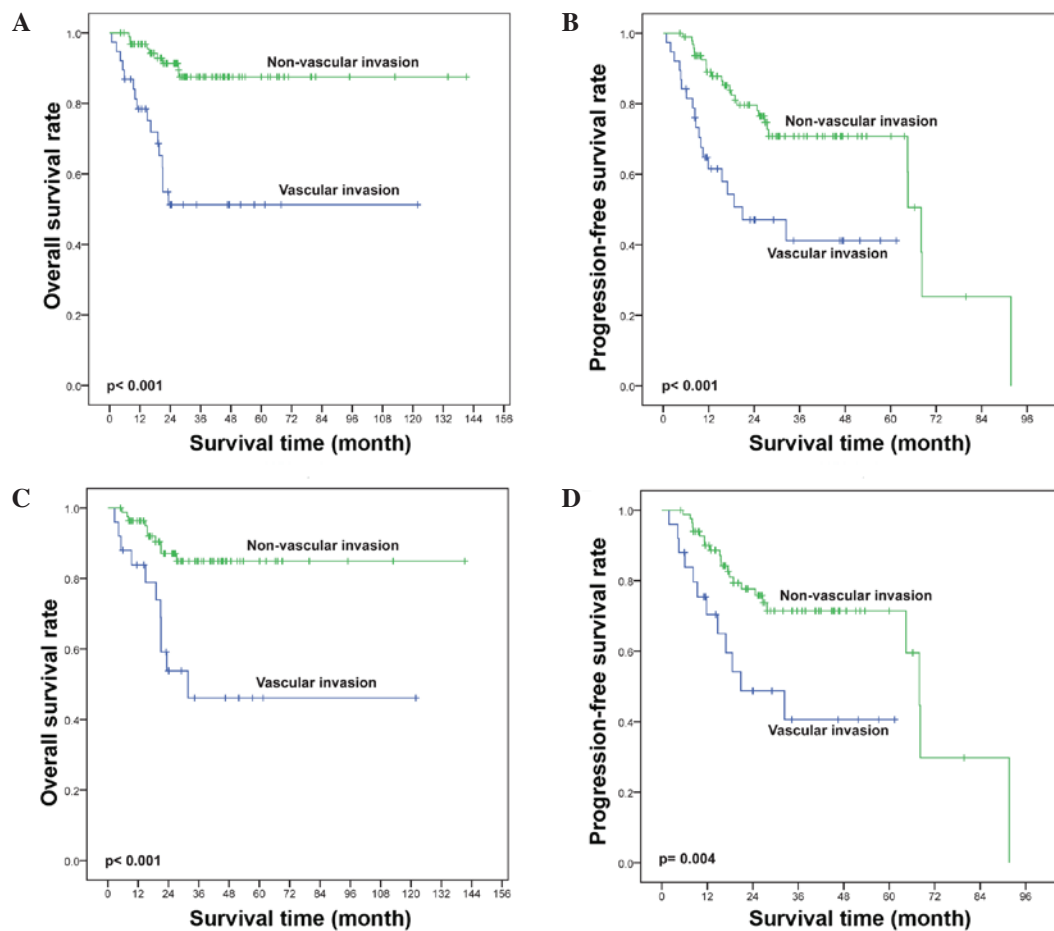 A
Overall survival rate
1.0
0.8
0.6
0.4
0.2
0.0
Non-vascular invasion
Vascular invasion
p< 0.001
0 12 24 36 48 60 72 84 96 108 120 132 144 156
Survival time (month)
B
Progression-free survival rate
1.0
0.8
0.6
0.4
0.2
0.0
Non-vascular invasion
Vascular invasion
p< 0.001
0 12 24 36 48 60 72 84 96
Survival time (month)
C
Overall survival rate
1.0
0.8
0.6
0.4
0.2
0.0
Non-vascular invasion
Vascular invasion
p< 0.001
0 12 24 36 48 60 72 84 96 108 120 132 144 156
Survival time (month)
D
Progression-free survival rate
1.0
0.8
0.6
0.4
0.2
0.0
Non-vascular invasion
Vascular invasion
p= 0.004
0 12 24 36 48 60 72 84 96
Survival time (month)